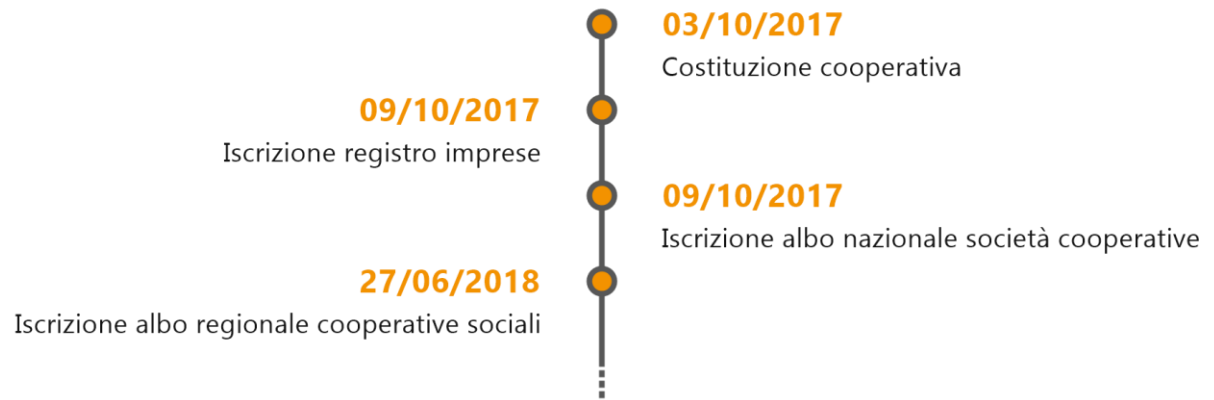 03/10/2017
Costituzione cooperativa
09/10/2017
Iscrizione registro imprese
09/10/2017
Iscrizione albo nazionale società cooperative
27/06/2018
Iscrizione albo regionale cooperative sociali